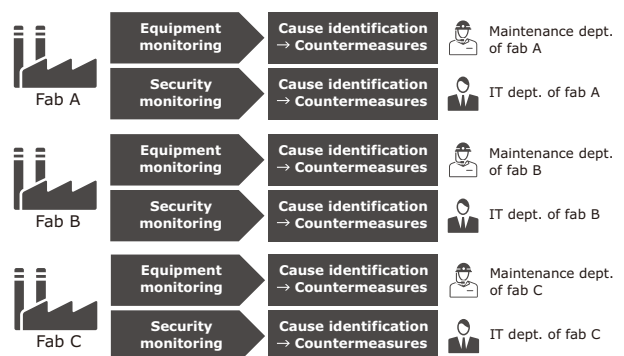 Equipment
monitoring
Cause identification
→ Countermeasures
Maintenance dept.
of fab A
Security
monitoring
Cause identification
→ Countermeasures
IT dept. of fab A
Fab A
Equipment
monitoring
Cause identification
→ Countermeasures
Maintenance dept.
of fab B
Security
monitoring
Cause identification
→ Countermeasures
IT dept. of fab B
Fab B
Equipment
monitoring
Cause identification
→ Countermeasures
Maintenance dept.
of fab C
Security
monitoring
Cause identification
→ Countermeasures
IT dept. of fab C
Fab C